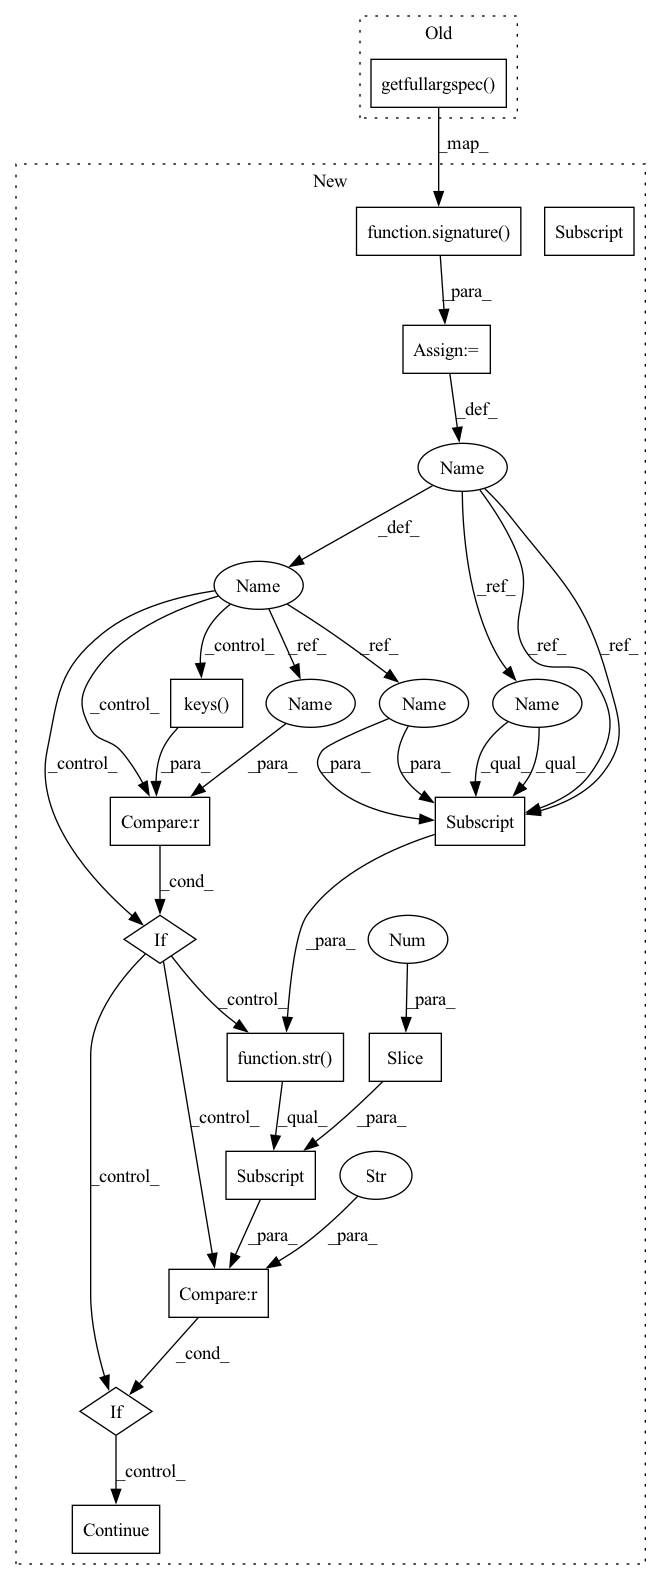 Old
getfullargspec()
_map_
New
function.signature()
Subscript
_para_
Assign:=
_def_
Name
_def_
Name
_ref_
_control_
_ref_
_ref_
_ref_
_ref_
_control_
_control_
keys()
Name
Name
Name
_para_
_para_
_para_
_para_
_qual_
_qual_
Compare:r
Subscript
_cond_
If
Num
_para_
_control_
_para_
function.str()
Slice
_control_
_qual_
_para_
_control_
Subscript
Str
_para_
_para_
Compare:r
_cond_
If
_control_
Continue